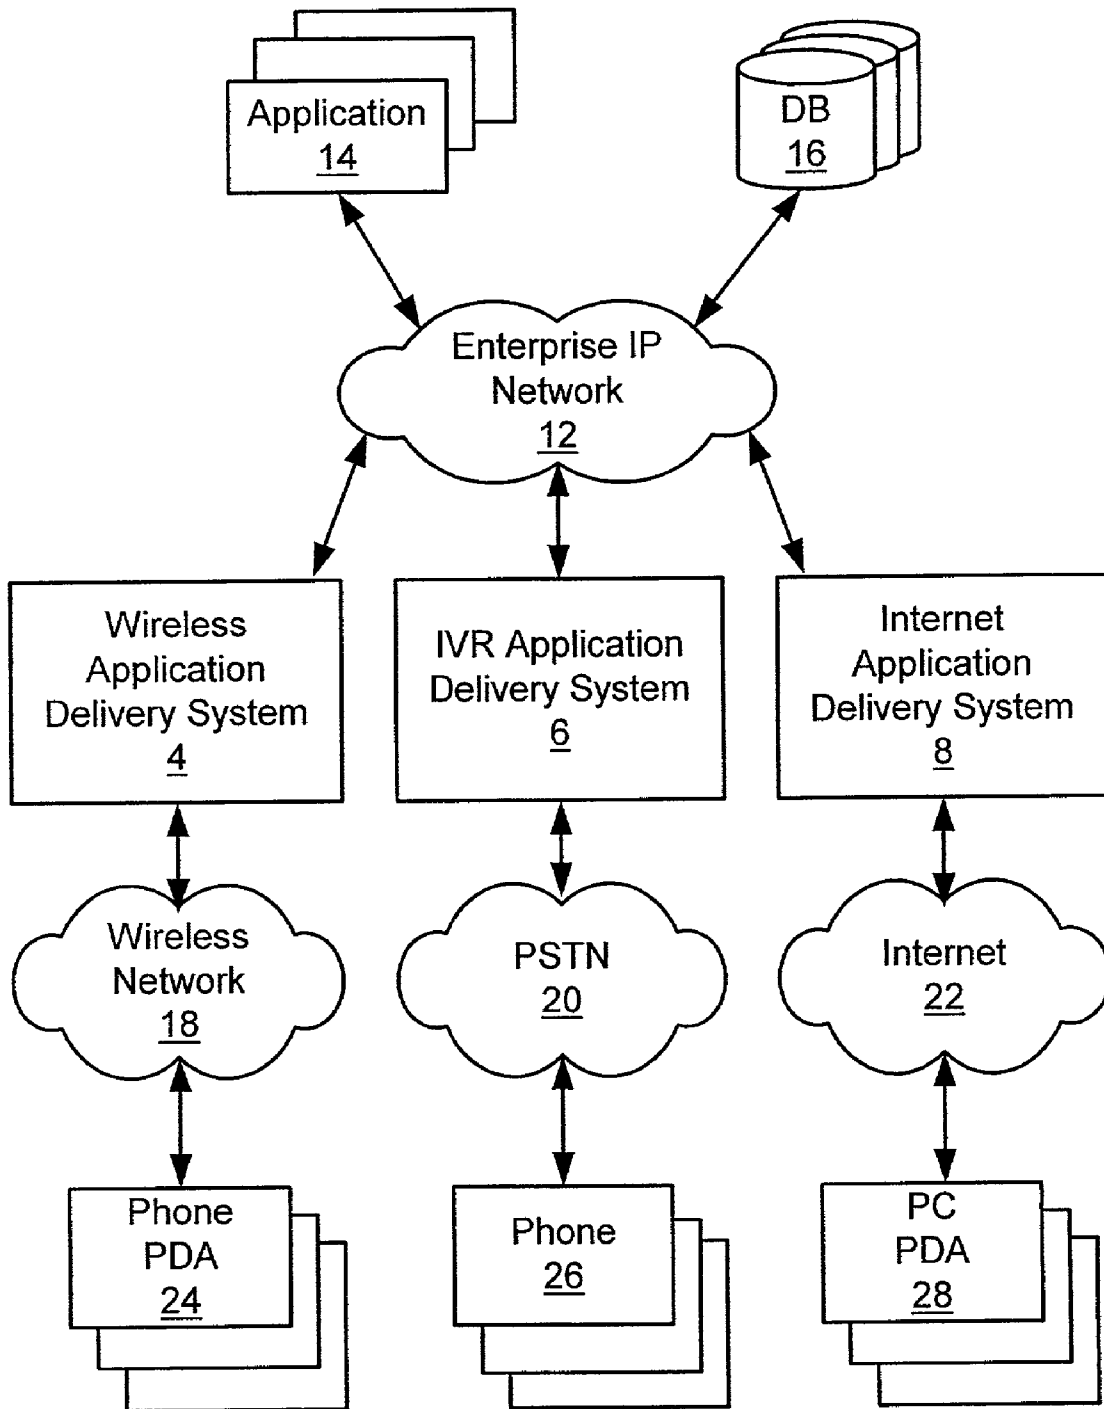 Application
14
DB
16
Enterprise IP
Network
12
Wireless
Application
Delivery System
4
IVR Application
Delivery System
6
Internet
Application
Delivery System
8
Wireless
Network
18
PSTN
20
Internet
22
Phone
PDA
24
Phone
26
PC
PDA
28